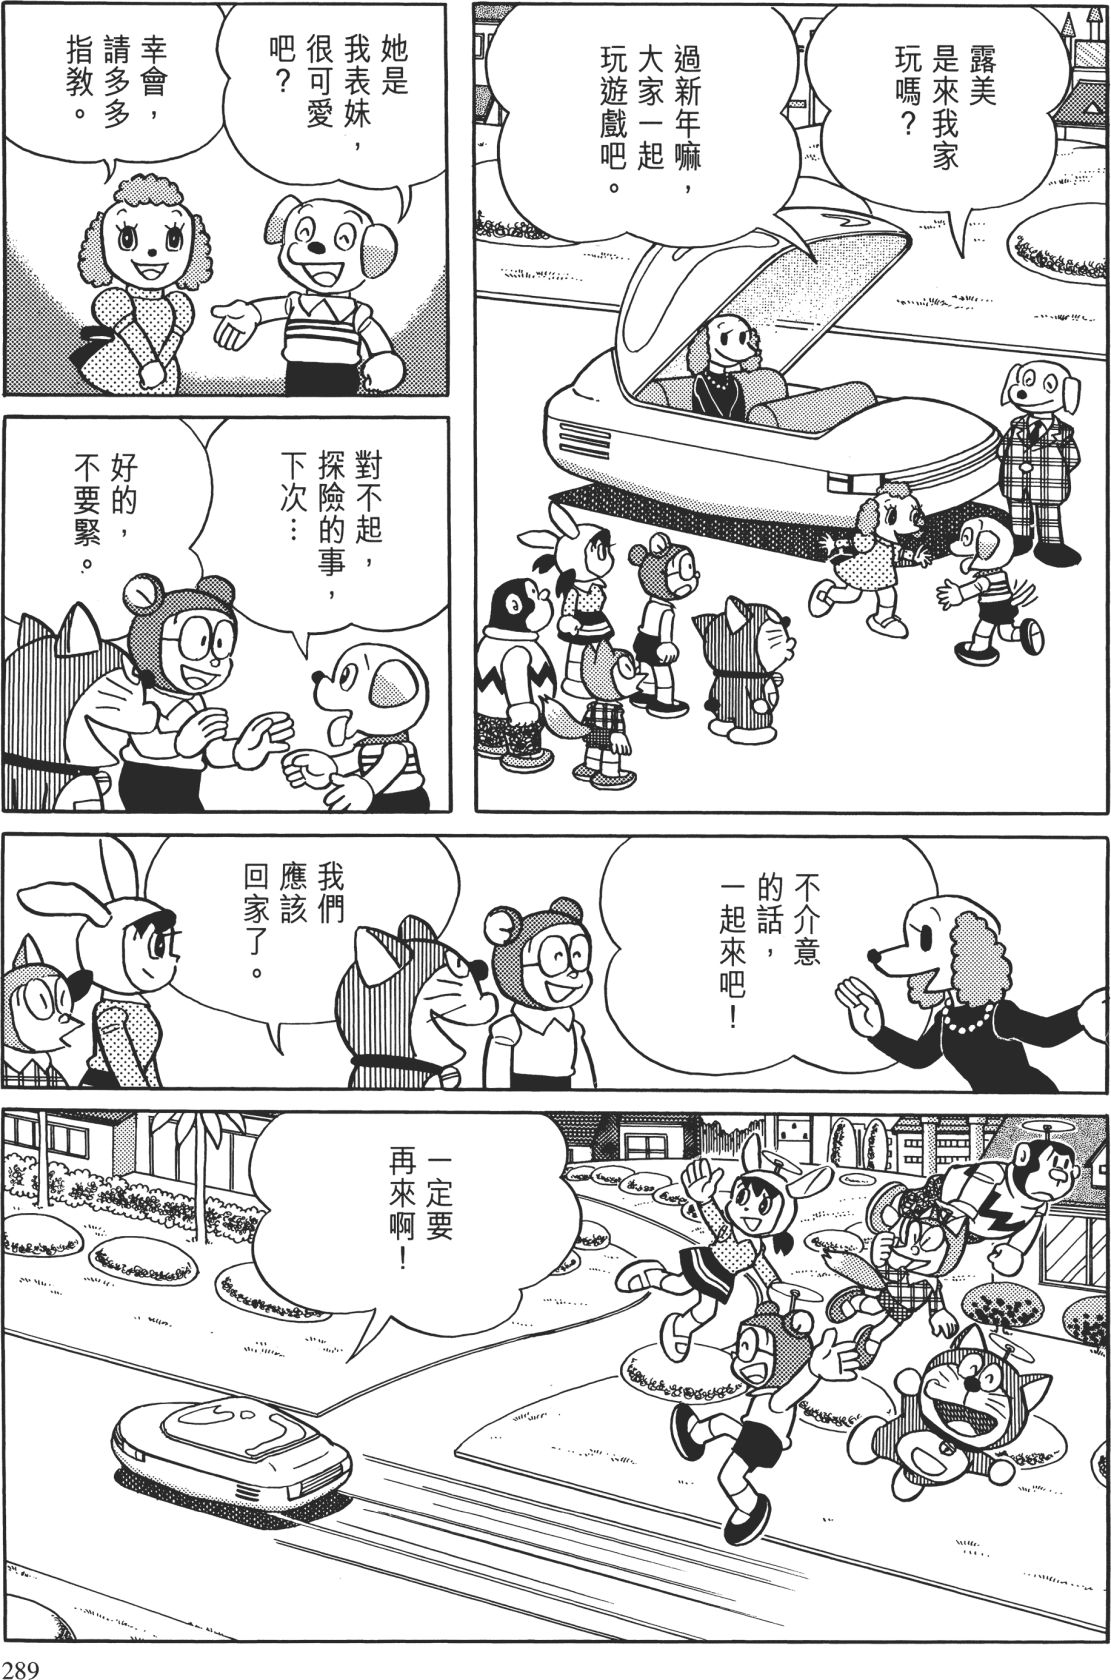 露美
是來我家
玩嗎？
過新年嘛，
大家一起
玩遊戲吧。
她是
我表妹，
很可愛
吧？
幸會，
請多多
指教。
對不起，
探險的事，
下次…
好的，
不要緊。
不介意
的話，
一起來吧！
我們
應該
回家了。
一定要
再來啊！
289